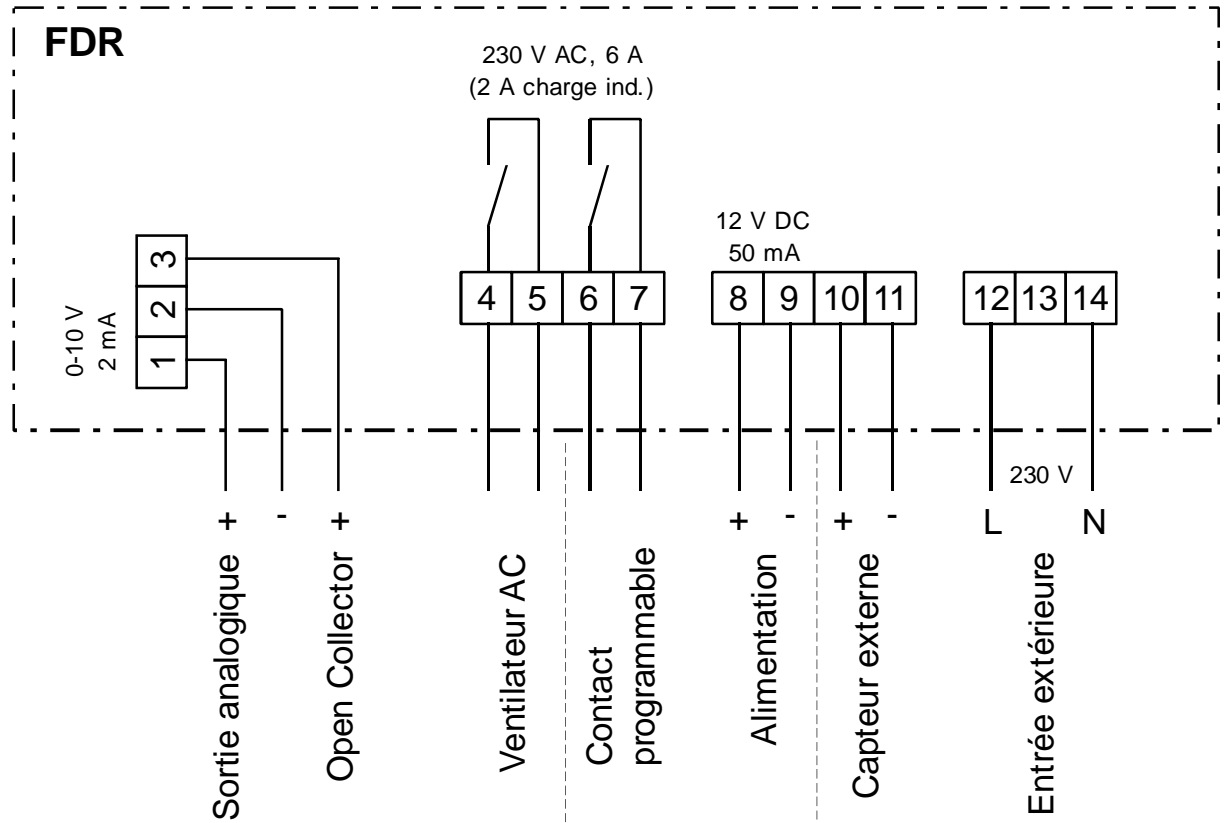 FDR
230 V AC, 6 A
(2 A charge ind.)
12 V DC
50 mA
0-10 V
2 mA
3
2
1
4 5 6 7
8 9 10 11
12 13 14
230 V
+ - +
+ - + -
L N
Sortie analogique
Open Collector
Ventilateur AC
Contact
programmable
Alimentation
Capteur externe
Entrée extérieure